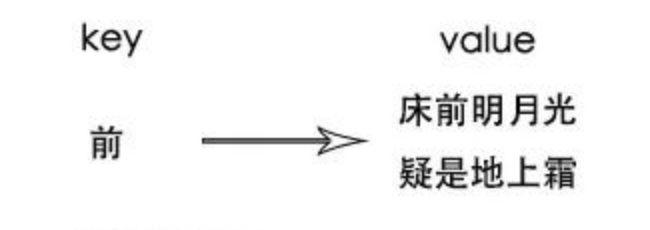 key value
前 床前明月光
疑是地上霜